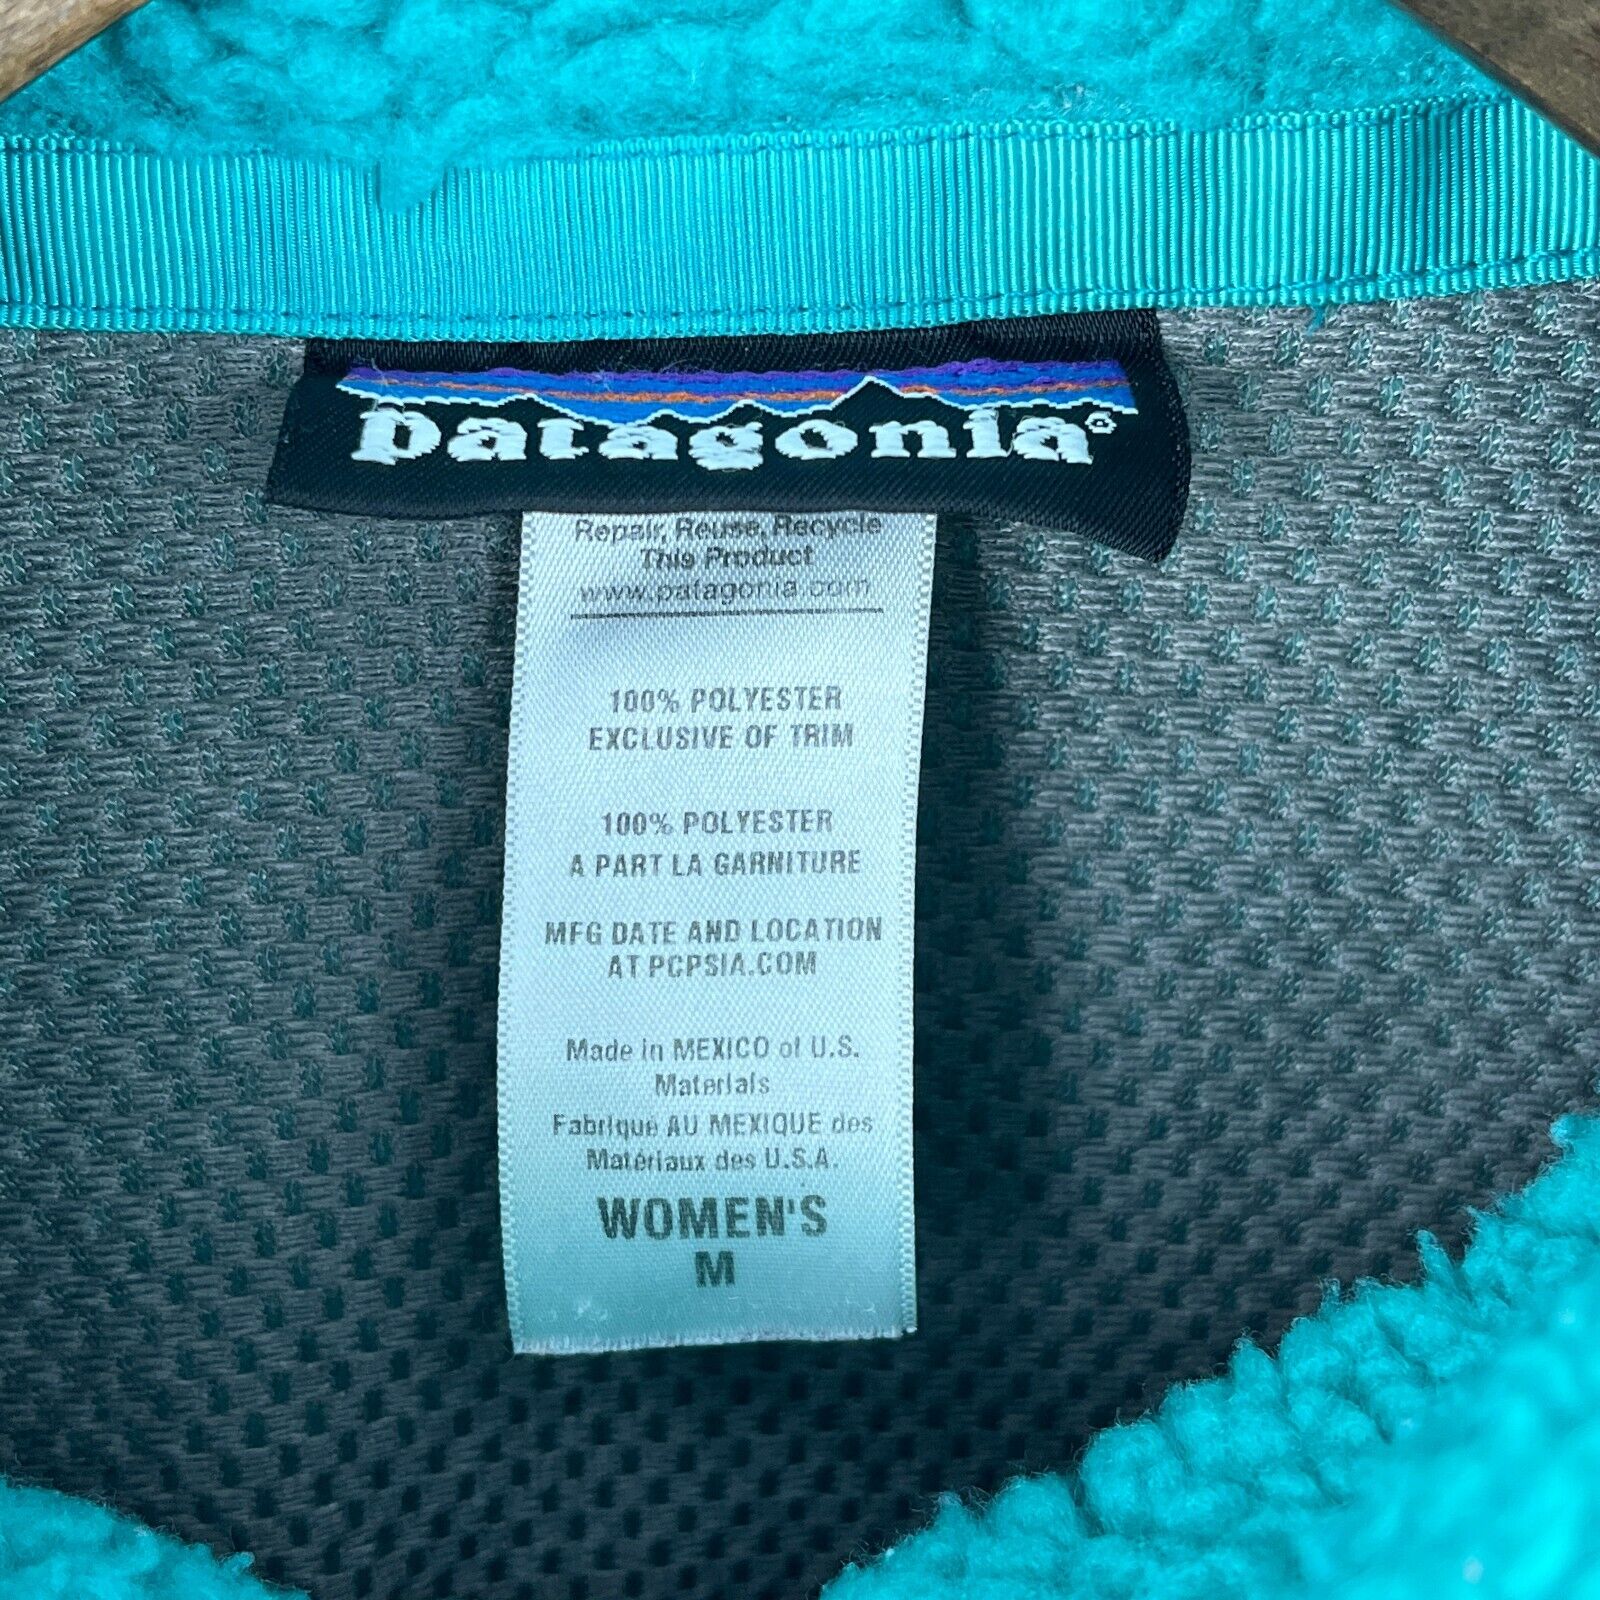 patagonia®
Repair, Reuse, Recycle
This Product
www.patagonia.com
100% POLYESTER
EXCLUSIVE OF TRIM
100% POLYESTER
A PART LA GARNITURE
MFG DATE AND LOCATION
AT PCPSIA.COM
Made in MEXICO of U.S.
Materials
Fabrique AU MEXIQUE des
Matériaux des U.S.A.
WOMEN'S
M